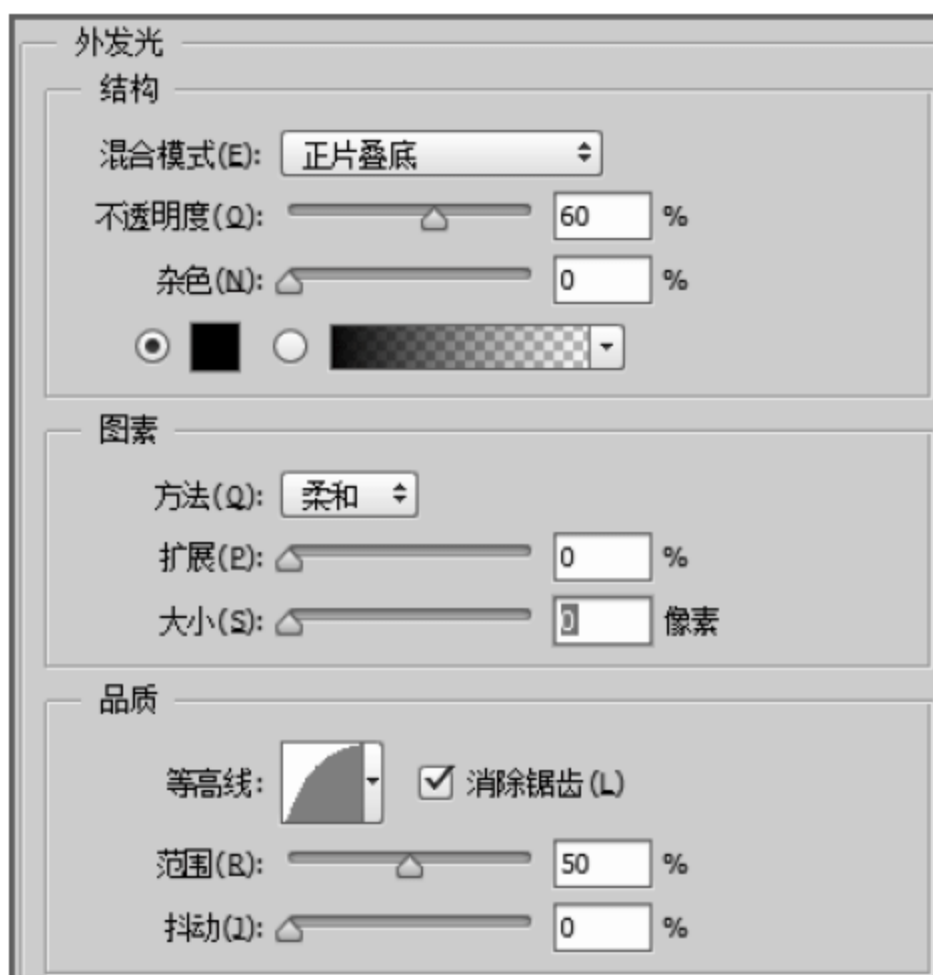 外发光
结构
混合模式(E): 正片叠底
不透明度(O): 60 %
杂色(N): 0 %
图素
方法(Q): 柔和
扩展(P): 0 %
大小(S): 0 像素
品质
等高线: 消除锯齿(L)
范围(R): 50 %
抖动(J): 0 %